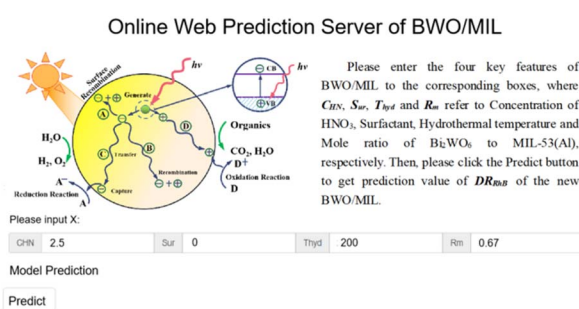 Online Web Prediction Server of BWO/MIL
Surface
Recombination
hv
CB
hv
Generate
VB
A
D
Organics
H₂O
CO₂, H₂O
C
Transfer
B
H₂, O₂
D+
Recombination
Oxidation Reaction
A⁻
Capture
D
Reduction Reaction
A
Please enter the four key features of
BWO/MIL to the corresponding boxes, where
CHN, Sur, Thyd and Rm refer to Concentration of
HNO₃, Surfactant, Hydrothermal temperature and
Mole ratio of Bi₂WO₆ to MIL-53(Al),
respectively. Then, please click the Predict button
to get prediction value of DRRhB of the new
BWO/MIL.
Please input X:
CHN 2.5 Sur 0 Thyd 200 Rm 0.67
Model Prediction
Predict